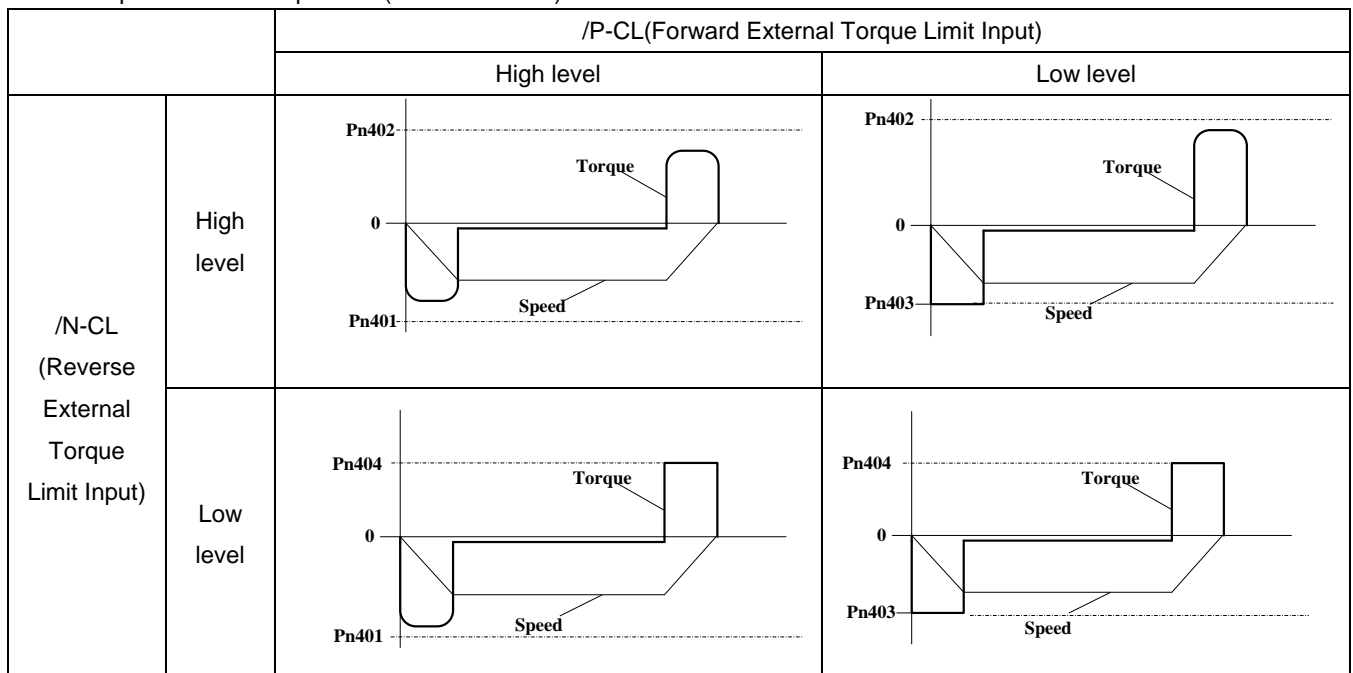 /P-CL(Forward External Torque Limit Input)
High level
Low level
/N-CL
(Reverse
External
Torque
Limit Input)
High
level
Pn402
Torque
0
Speed
Pn401
Pn402
Torque
0
Pn403
Speed
Low
level
Pn404
Torque
0
Speed
Pn401
Pn404
Torque
0
Pn403
Speed